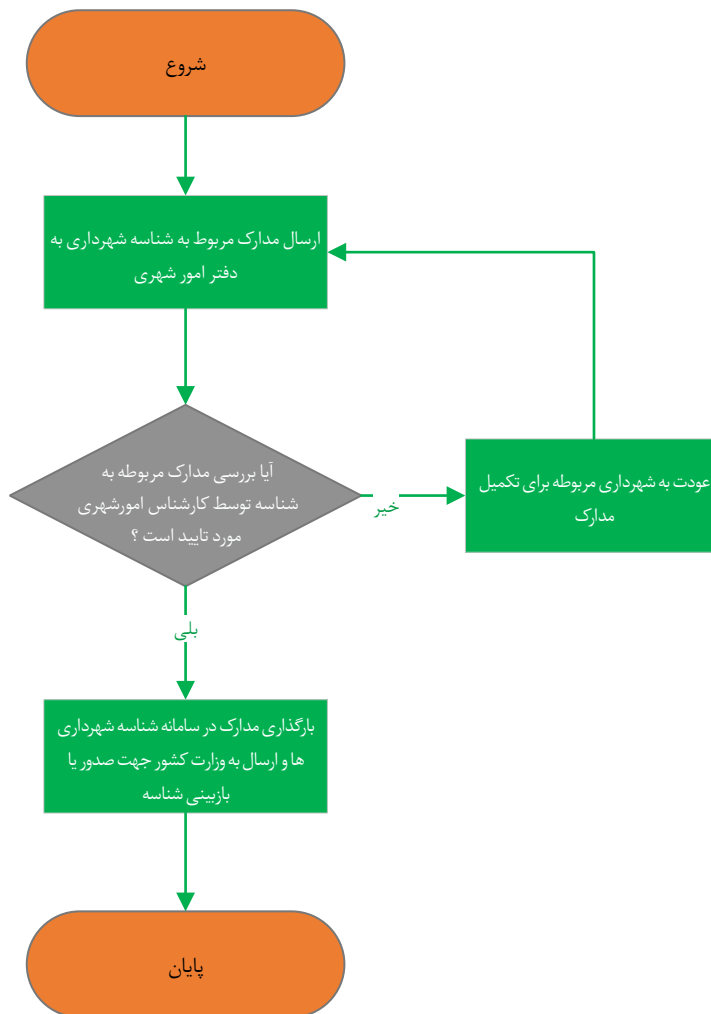 شروع
ارسال مدارک مربوط به شناسه شهرداری به
دفتر امور شهری
آیا بررسی مدارک مربوطه به
شناسه توسط کارشناس امورشهری
مورد تایید است ؟
خیر
عودت به شهرداری مربوطه برای تکمیل
مدارک
بلی
بارگذاری مدارک در سامانه شناسه شهرداری
ها و ارسال به وزارت کشور جهت صدور یا
بازبینی شناسه
پایان